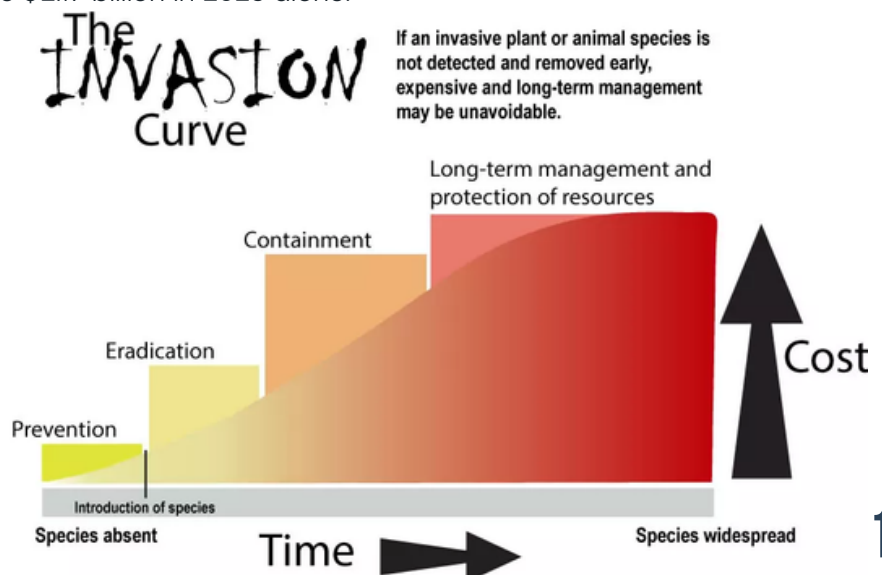 The
INVASION
Curve
If an invasive plant or animal species is
not detected and removed early,
expensive and long-term management
may be unavoidable.
Long-term management and
protection of resources
Containment
Eradication
Prevention
Cost
Introduction of species
Species absent
Species widespread
Time